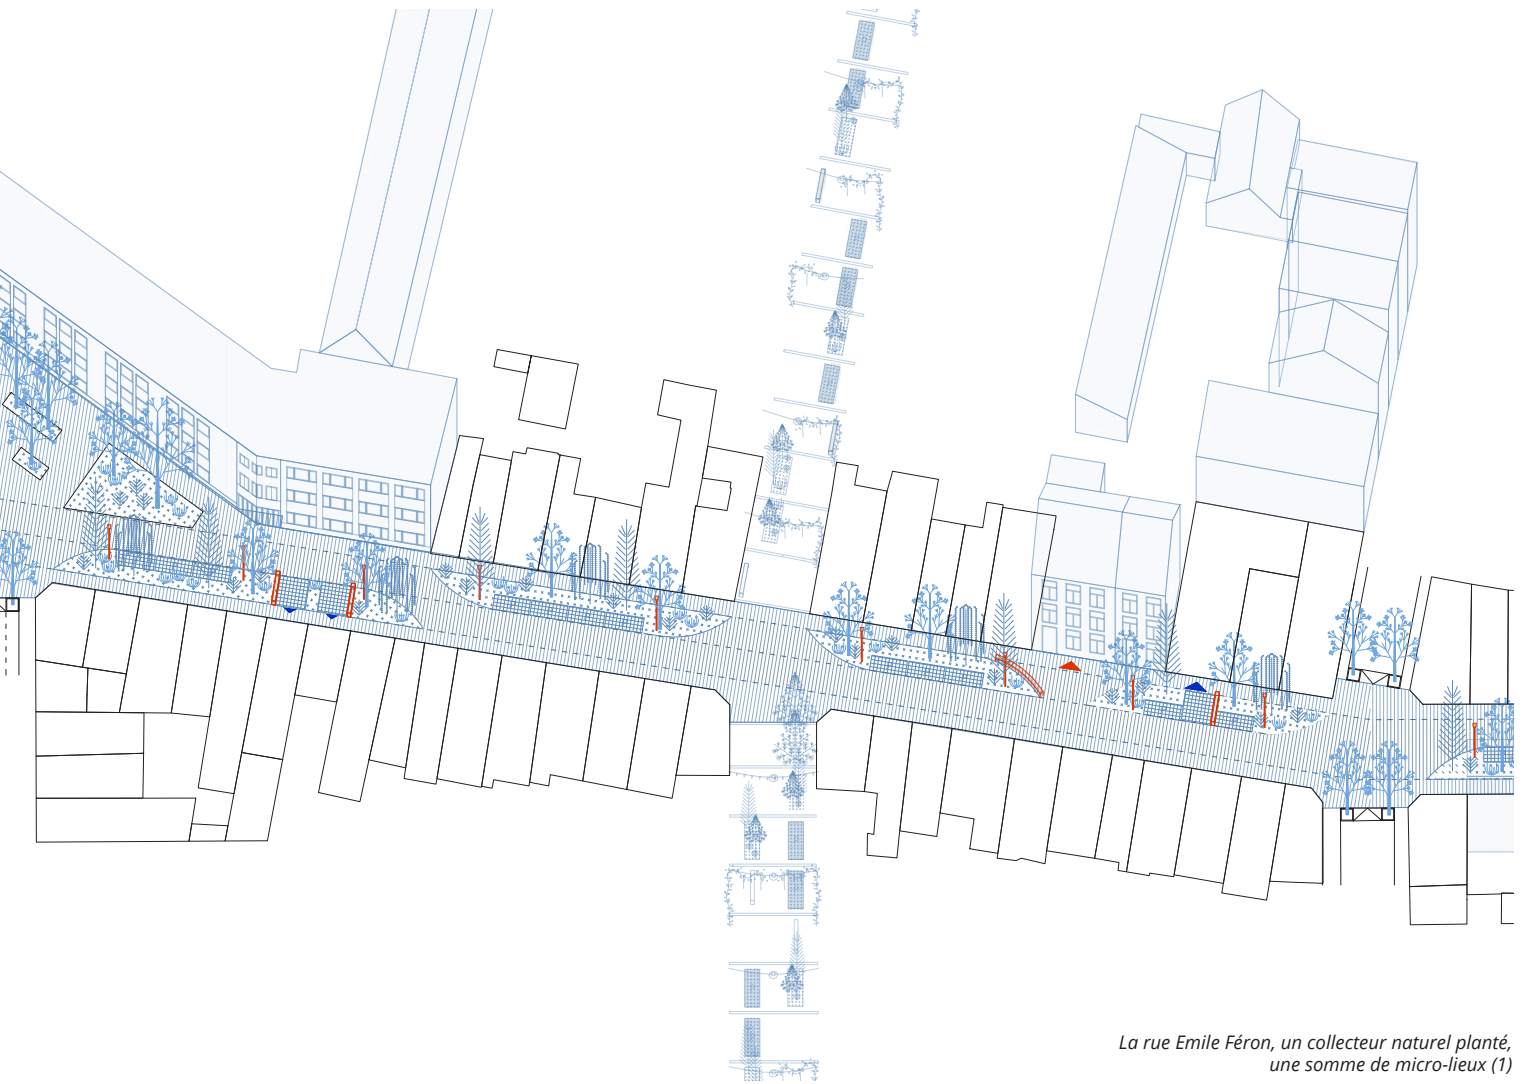 La rue Emile Féron, un collecteur naturel planté,
une somme de micro-lieux (1)